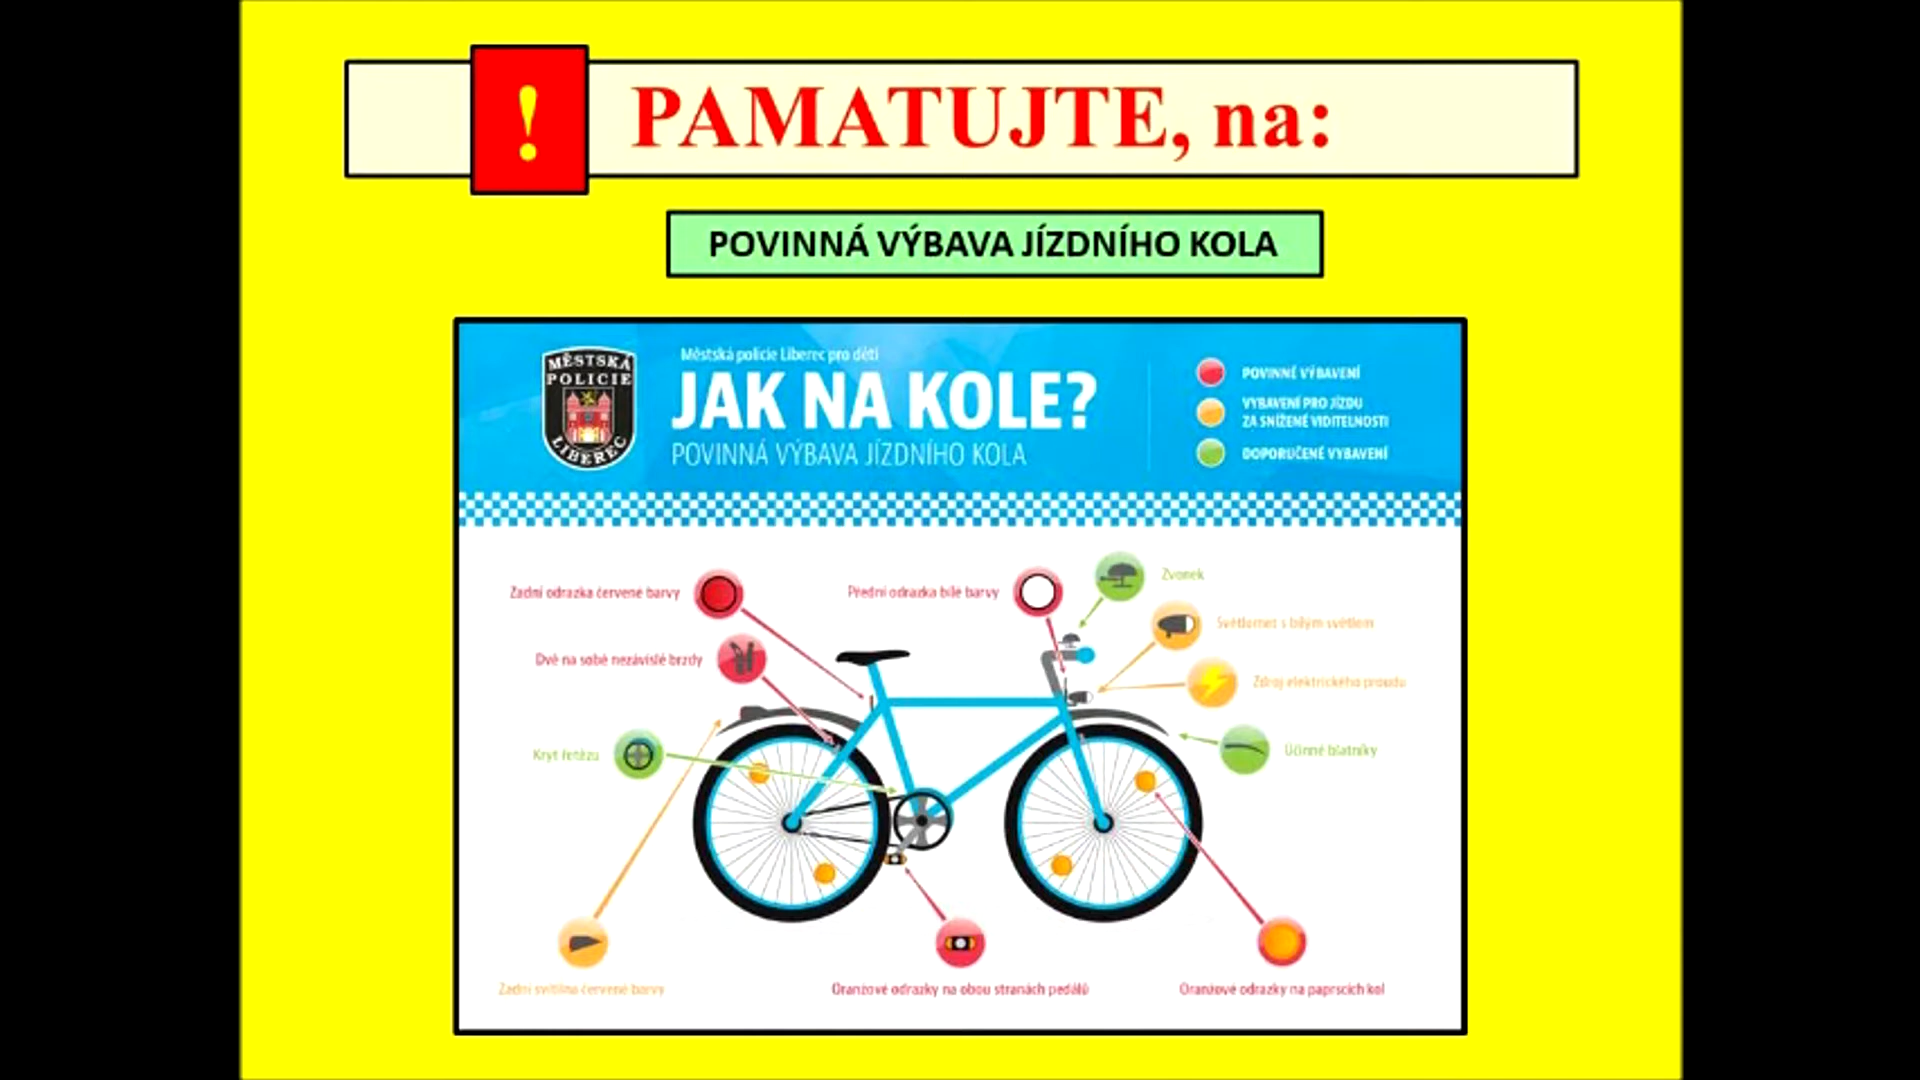 ! PAMATUJTE, na:
POVINNÁ VÝBAVA JÍZDNÍHO KOLA
MĚSTSKÁ
POLICIE
LIBEREC
Městská policie Liberec pro děti
JAK NA KOLE?
POVINNÁ VÝBAVA JÍZDNÍHO KOLA
POVINNÉ VÝBAVENÍ
VYBAVENÍ PRO JÍZDU
ZA SNÍŽENÉ VIDITELNOSTI
DOPORUČENÉ VYBAVENÍ
Zadní odrazka červené barvy
Přední odrazka bílé barvy
Zvonek
Světlomet s bílým světlem
Dvě na sobě nezávislé brzdy
Zdroj elektrického proudu
Kryt řetězu
Účinné blatníky
Zadní svítilna červené barvy
Oranžové odrazky na obou stranách pedálů
Oranžové odrazky na paprscích kol